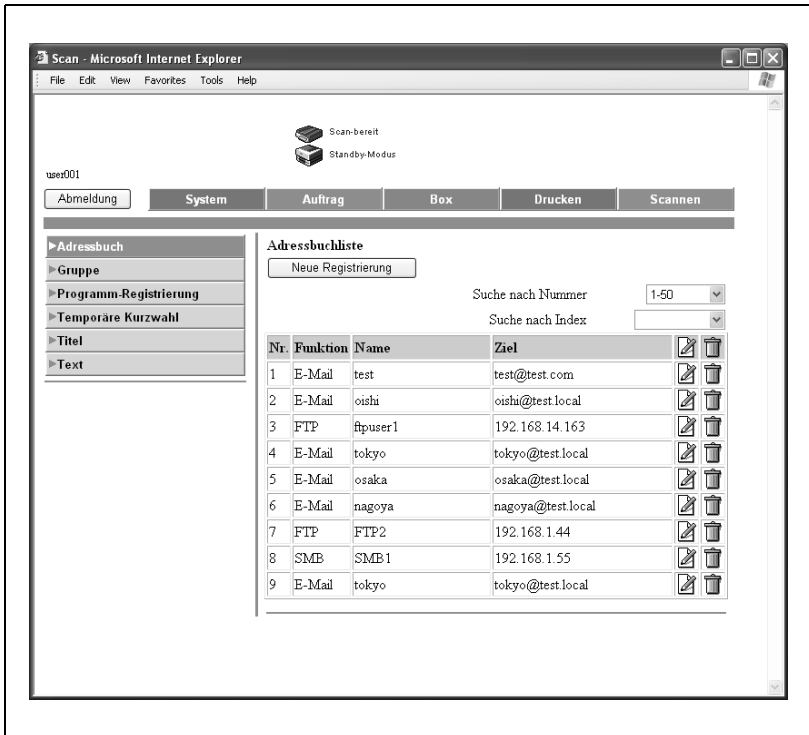 Scan - Microsoft Internet Explorer
File Edit View Favorites Tools Help
Scan-bereit
Standby-Modus
user001
Abmeldung System Auftrag Box Drucken Scannen
Adressbuch
Gruppe
Programm-Registrierung
Temporäre Kurzwahl
Titel
Text
Adressbuchliste
Neue Registrierung
Suche nach Nummer 1-50
Suche nach Index
Nr. Funktion Name Ziel
1 E-Mail test test@test.com
2 E-Mail oishi oishi@test.local
3 FTP ftpuser1 192.168.14.163
4 E-Mail tokyo tokyo@test.local
5 E-Mail osaka osaka@test.local
6 E-Mail nagoya nagoya@test.local
7 FTP FTP2 192.168.1.44
8 SMB SMB1 192.168.1.55
9 E-Mail tokyo tokyo@test.local